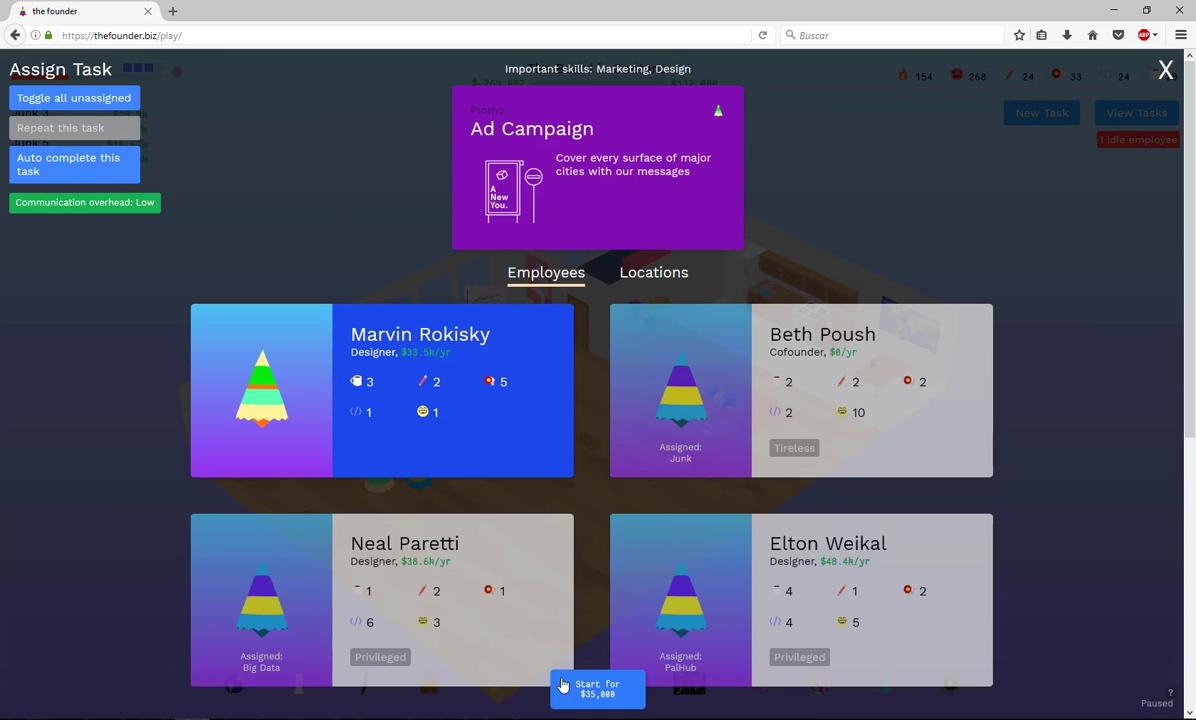 the founder
https://thefounder.biz/play/
Buscar
ABP
Assign Task
Important skills: Marketing, Design
X
154 268 24 33 24
Toggle all unassigned
Repeat this task
Auto complete this
task
Communication overhead: Low
New Task
View Tasks
1 Idle employee
Promo
Ad Campaign
Cover every surface of major
cities with our messages
A
New
You.
Employees
Locations
Marvin Rokisky
Designer, $33.5k/yr
3 2 5
1 1
Beth Poush
Cofounder, $0/yr
2 2 2
2 10
Tireless
Assigned:
Junk
Neal Paretti
Designer, $38.6k/yr
1 2 1
6 3
Privileged
Assigned:
Big Data
Elton Weikal
Designer, $48.4k/yr
4 1 2
4 5
Privileged
Assigned:
PalHub
Start for
$35,000
?
Paused